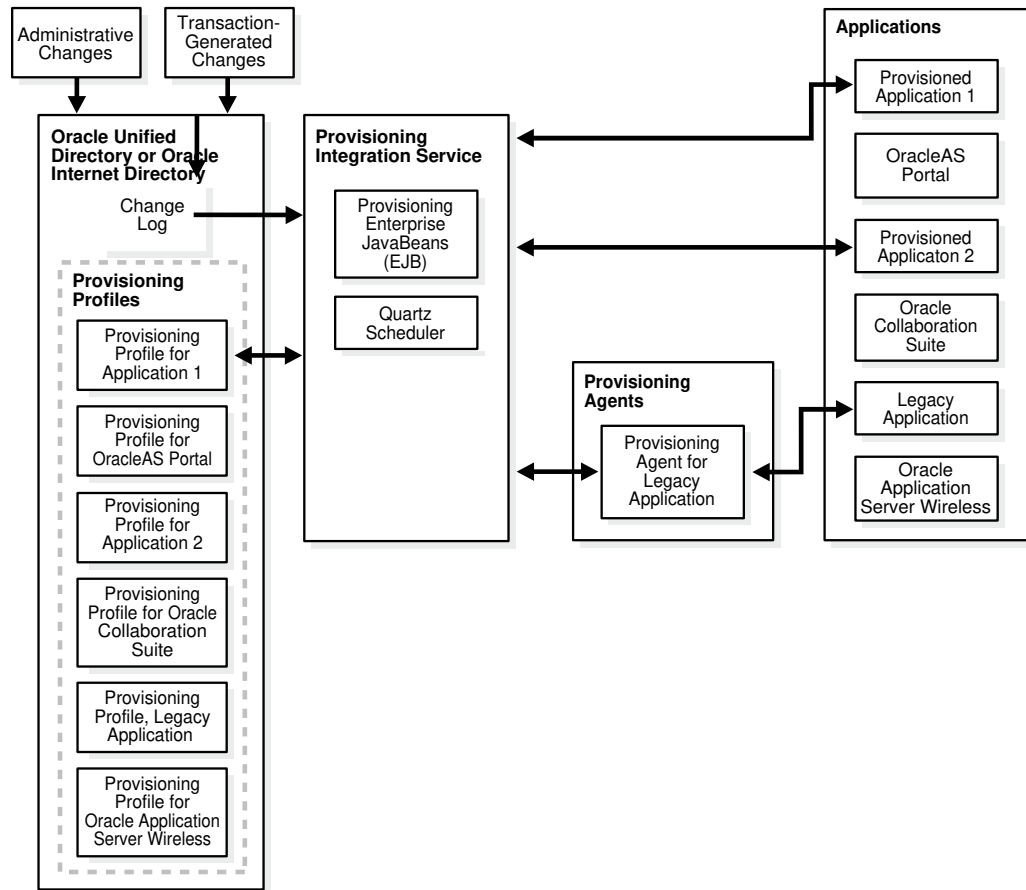 Administrative
Changes
Transaction-
Generated
Changes
Oracle Unified
Directory or Oracle
Internet Directory
Change
Log
Provisioning
Profiles
Provisioning
Profile for
Application 1
Provisioning
Profile for
OracleAS Portal
Provisioning
Profile for
Application 2
Provisioning
Profile for Oracle
Collaboration
Suite
Provisioning
Profile, Legacy
Application
Provisioning
Profile for
Oracle Application
Server Wireless
Provisioning
Integration Service
Provisioning
Enterprise
JavaBeans
(EJB)
Quartz
Scheduler
Provisioning
Agents
Provisioning
Agent for
Legacy
Application
Applications
Provisioned
Application 1
OracleAS
Portal
Provisioned
Applicaton 2
Oracle
Collaboration
Suite
Legacy
Application
Oracle
Application
Server Wireless